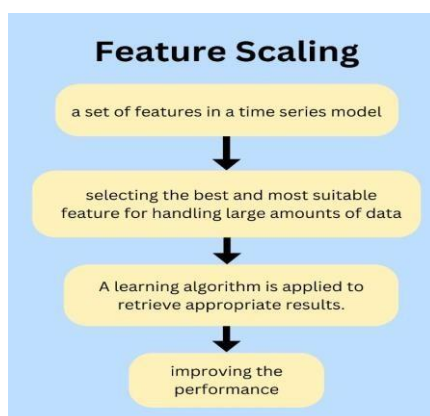 Feature Scaling
a set of features in a time series model
selecting the best and most suitable
feature for handling large amounts of data
A learning algorithm is applied to
retrieve appropriate results.
improving the
performance